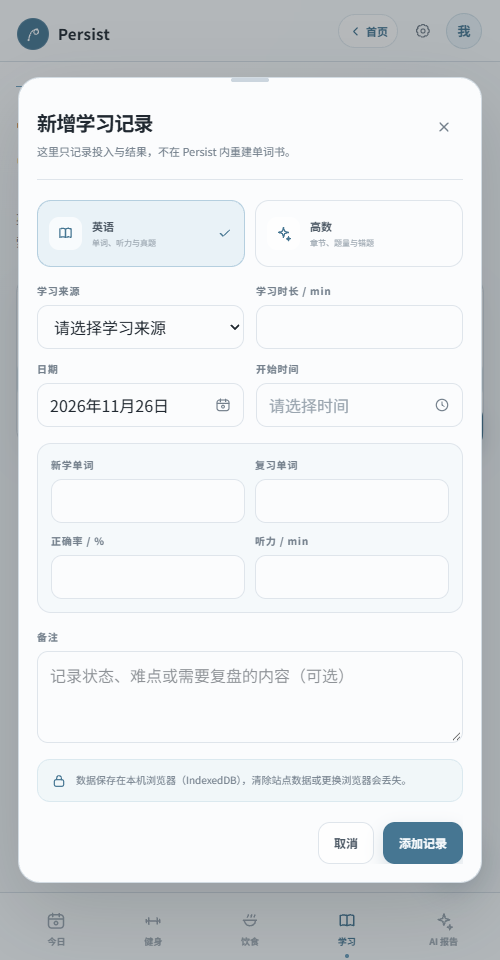 Persist
首页
我
新增学习记录
这里只记录投入与结果，不在 Persist 内重建单词书。
英语
单词、听力与真题
高数
章节、题量与错题
学习来源
学习时长 / min
请选择学习来源
日期
开始时间
2026年11月26日
请选择时间
新学单词
复习单词
正确率 / %
听力 / min
备注
记录状态、难点或需要复盘的内容（可选）
数据保存在本机浏览器（IndexedDB），清除站点数据或更换浏览器会丢失。
取消
添加记录
今日
健身
饮食
学习
AI 报告